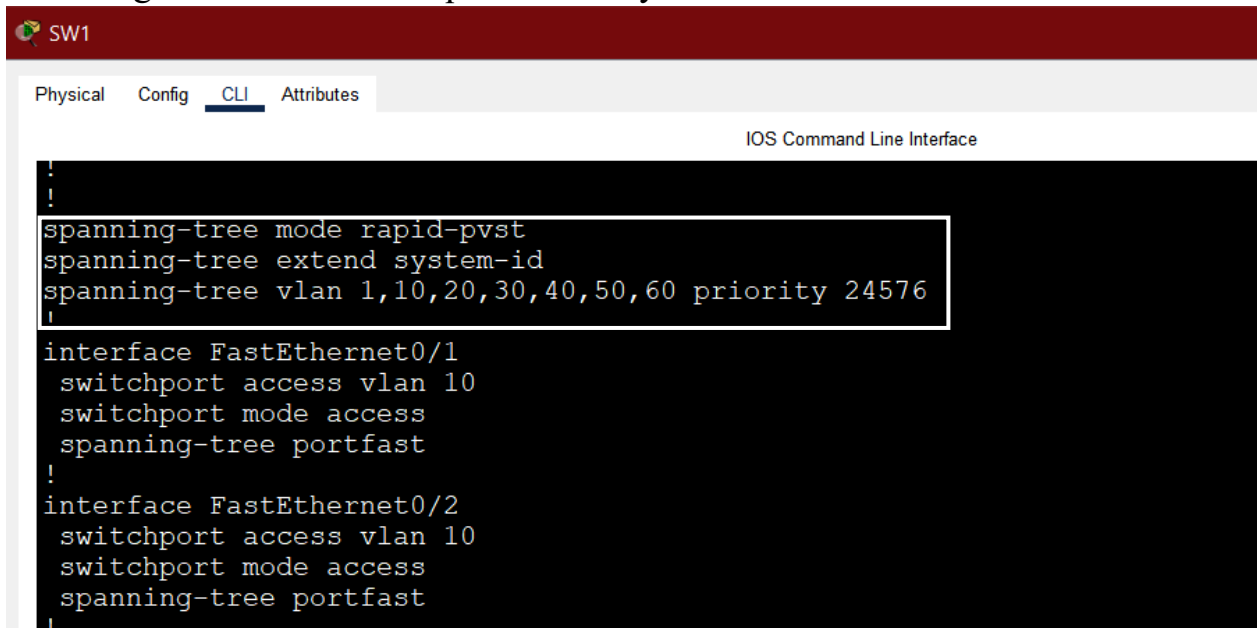 SW1
Physical Config CLI Attributes
IOS Command Line Interface
!
!
spanning-tree mode rapid-pvst
spanning-tree extend system-id
spanning-tree vlan 1,10,20,30,40,50,60 priority 24576
!
interface FastEthernet0/1
switchport access vlan 10
switchport mode access
spanning-tree portfast
!
interface FastEthernet0/2
switchport access vlan 10
switchport mode access
spanning-tree portfast
!